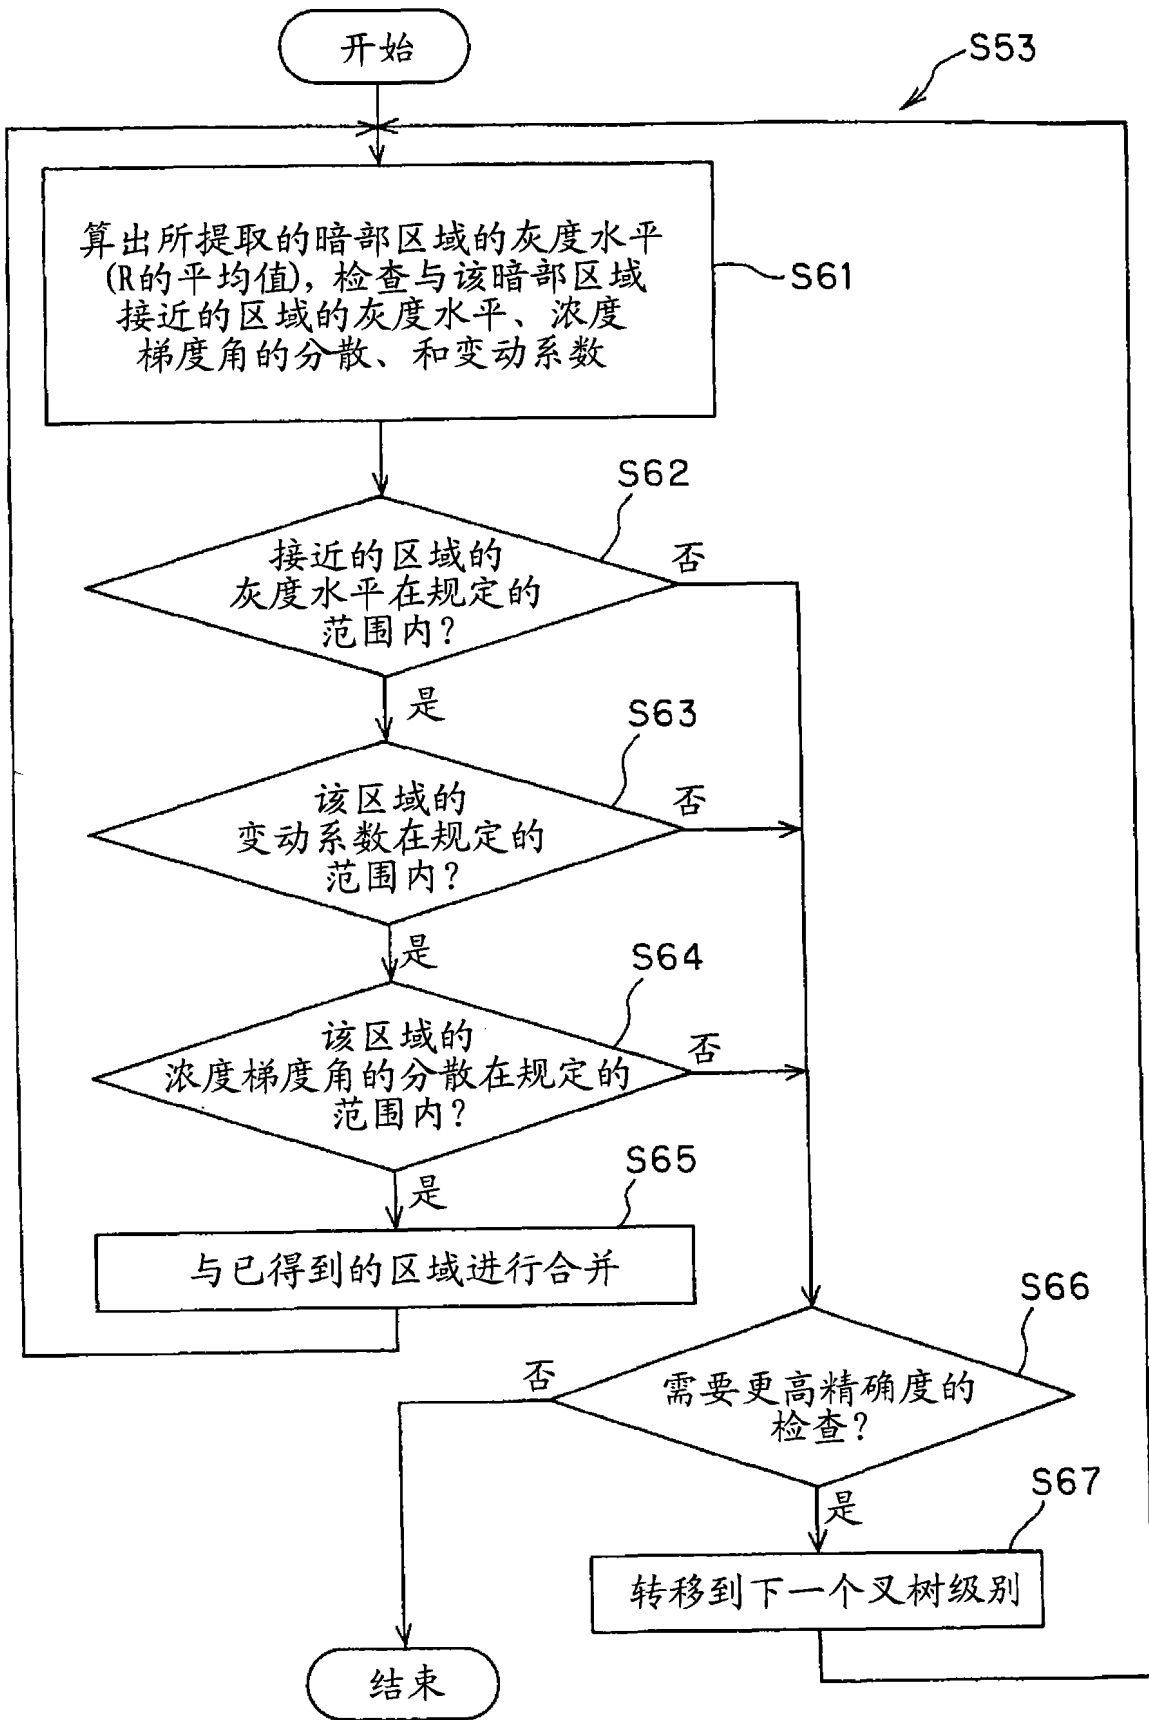 开始
S53
算出所提取的暗部区域的灰度水平
(R的平均值), 检查与该暗部区域
接近的区域的灰度水平、浓度
梯度角的分散、和变动系数
S61
S62
接近的区域的
灰度水平在规定的
范围内?
否
是
S63
该区域的
变动系数在规定的
范围内?
否
是
S64
该区域的
浓度梯度角的分散在规定的
范围内?
否
是
S65
与已得到的区域进行合并
S66
需要更高精确度的
检查?
否
是
S67
转移到下一个叉树级别
结束